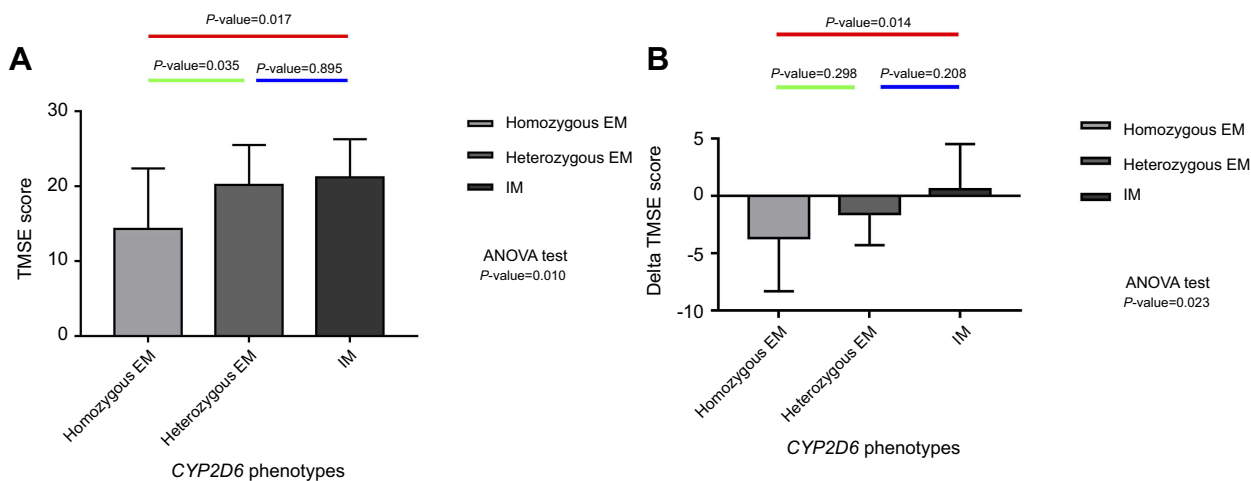 A
P-value=0.017
P-value=0.035
P-value=0.895
TMSE score
30
20
10
0
Homozygous EM
Heterozygous EM
IM
CYP2D6 phenotypes
Homozygous EM
Heterozygous EM
IM
ANOVA test
P-value=0.010
B
P-value=0.014
P-value=0.298
P-value=0.208
Delta TMSE score
5
0
-5
-10
Homozygous EM
Heterozygous EM
IM
CYP2D6 phenotypes
Homozygous EM
Heterozygous EM
IM
ANOVA test
P-value=0.023